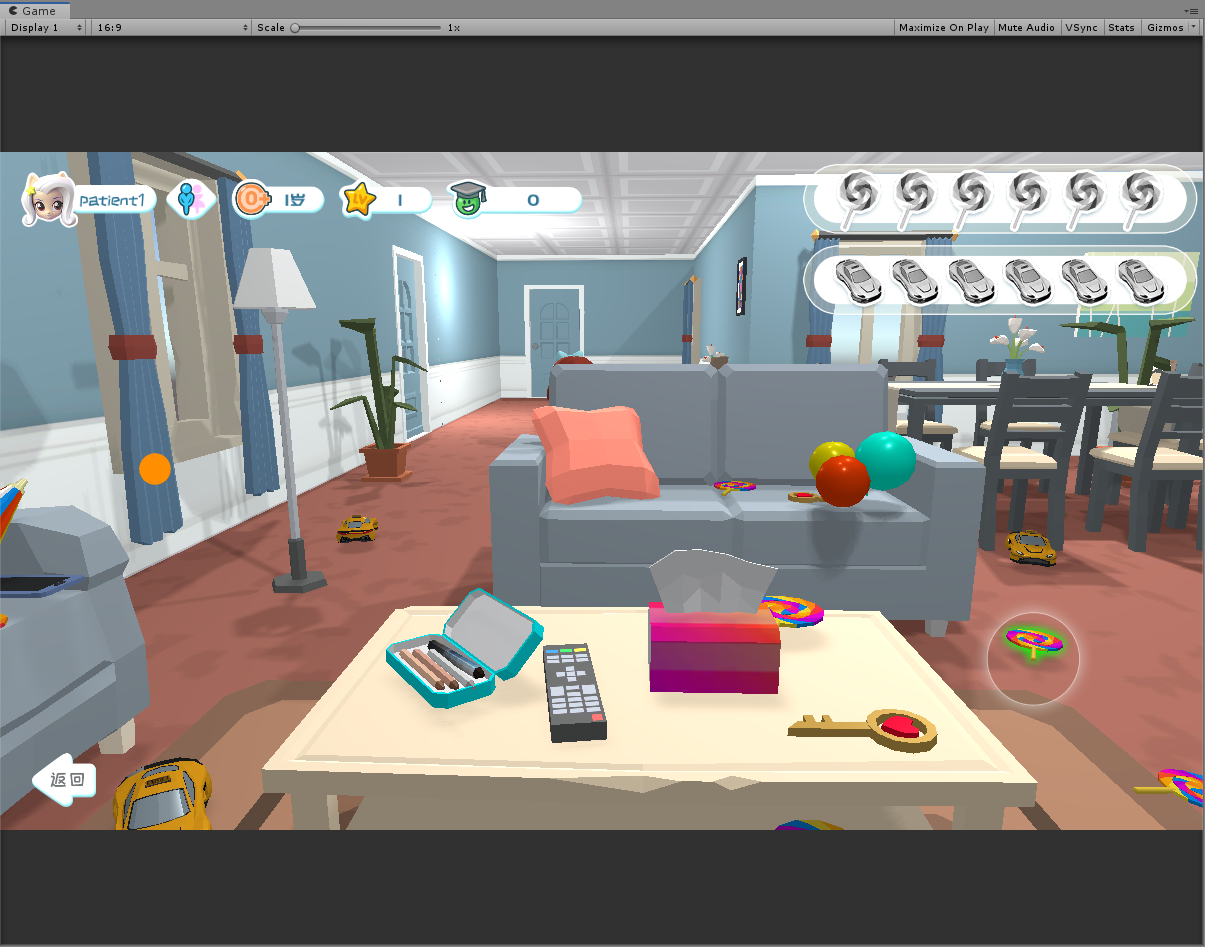 Game
Display 1 16:9 Scale 1x Maximize On Play Mute Audio VSync Stats Gizmos
patient1 1岁 LV 1 0
返回